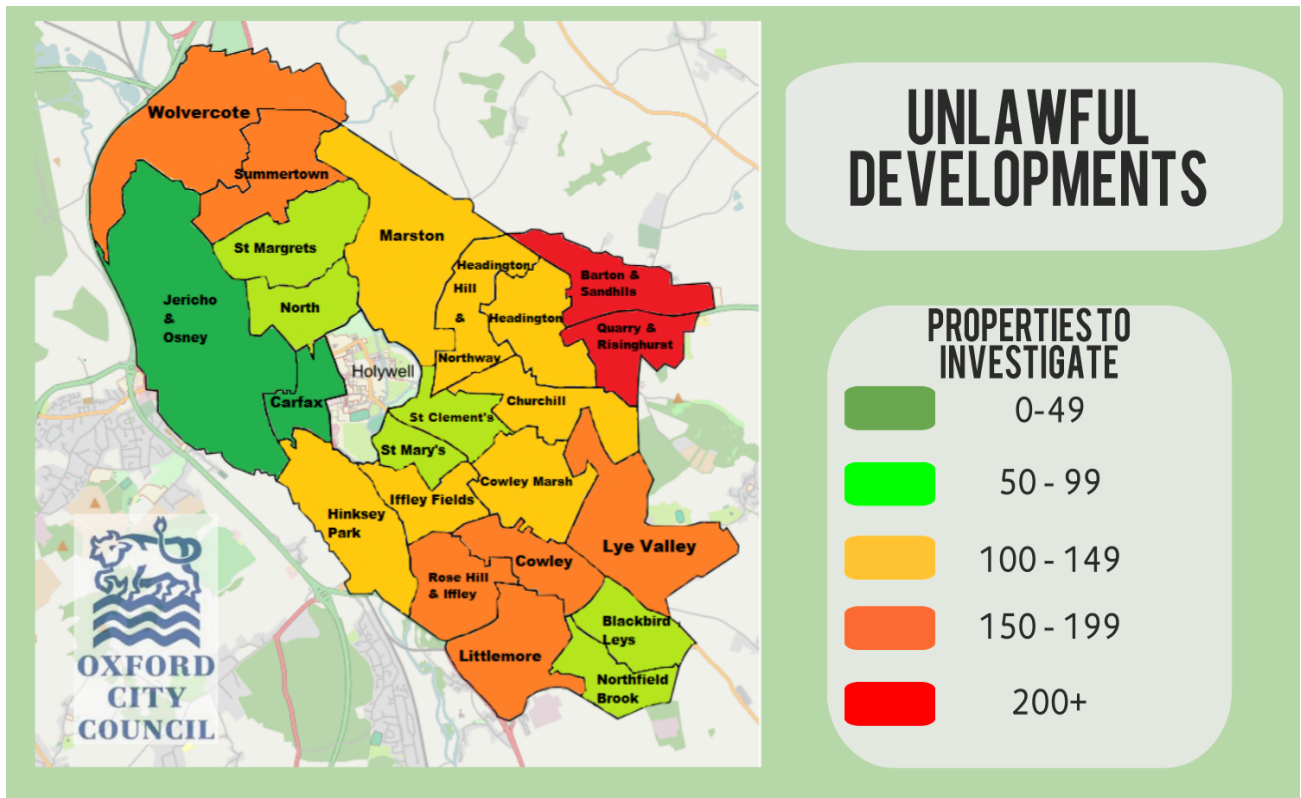 UNLAWFUL
DEVELOPMENTS
PROPERTIES TO
INVESTIGATE
0-49
50 - 99
100 - 149
150 - 199
200+
Wolvercote
Summertown
St Margrets
Marston
North
Jericho
&
Osney
Carfax
Holywell
Headington
Hill
&
Northway
Headington
Barton &
Sandhlls
Quarry &
Risinghurst
Churchill
St Clement's
St Mary's
Cowley Marsh
Iffley Fields
Hinksey
Park
Lye Valley
Cowley
Rose Hill
& Iffley
Littlemore
Blackbird
Leys
Northfield
Brook
OXFORD
CITY
COUNCIL